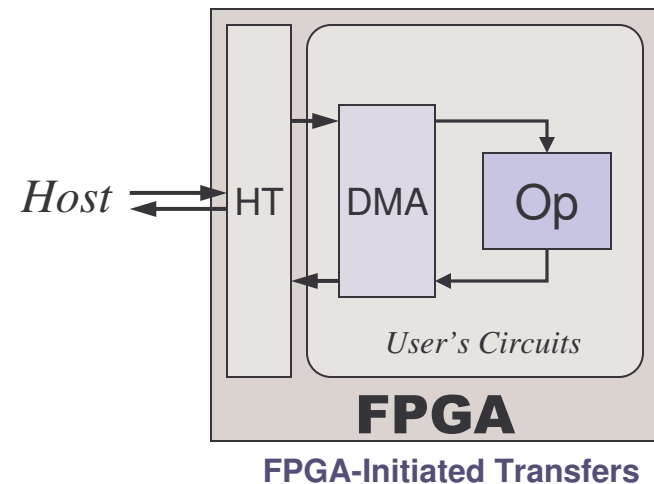 Host
HT
DMA
Op
User's Circuits
FPGA
FPGA-Initiated Transfers